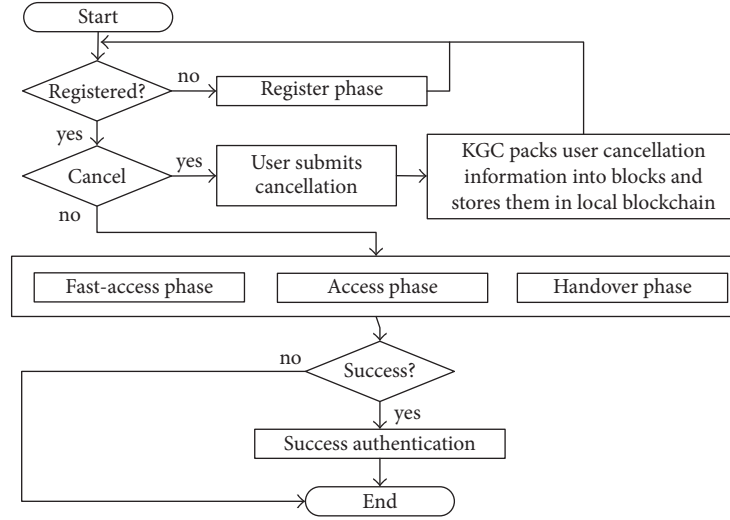 Start
Registered?
no
Register phase
yes
Cancel
yes
User submits
cancellation
KGC packs user cancellation
information into blocks and
stores them in local blockchain
no
Fast-access phase
Access phase
Handover phase
no
Success?
yes
Success authentication
End